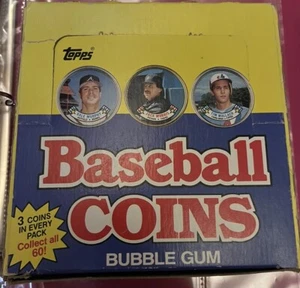 Topps
Baseball
COINS
3 COINS
IN EVERY
PACK
Collect all
60!
BUBBLE GUM